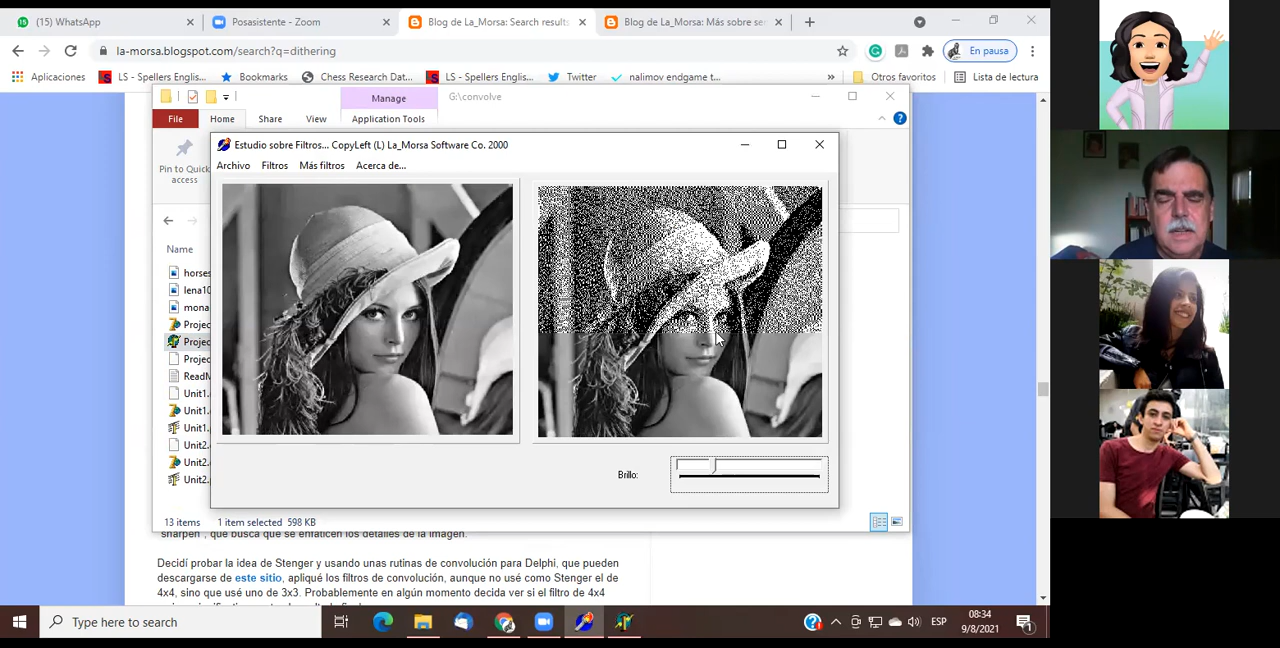 (15) WhatsApp
Posasistente - Zoom
Blog de La_Morsa: Search results
Blog de La_Morsa: Más sobre se
la-morsa.blogspot.com/search?q=dithering
En pausa
Aplicaciones
LS - Spellers Englis...
Bookmarks
Chess Research Dat...
LS - Spellers Englis...
Twitter
nalimov endgame t...
»
Otros favoritos
Lista de lectura
Manage
G:\convolve
File
Home
Share
View
Application Tools
Estudio sobre Filtros... CopyLeft (L) La_Morsa Software Co. 2000
Pin to Quick
access
Archivo
Filtros
Más filtros
Acerca de...
Name
horses
lena10
mona
Projec
Projec
Projec
ReadM
Unit1.
Unit1.
Unit1.
Unit2.
Unit2.
Unit2.
Brillo:
13 items
1 item selected 598 KB
sharpen", que busca que se enfaticen los detalles de la imagen.
Decidí probar la idea de Stenger y usando unas rutinas de convolución para Delphi, que pueden
descargarse de este sitio, apliqué los filtros de convolución, aunque no usé como Stenger el de
4x4, sino que usé uno de 3x3. Probablemente en algún momento decida ver si el filtro de 4x4
Type here to search
ESP
08:34
9/8/2021
1